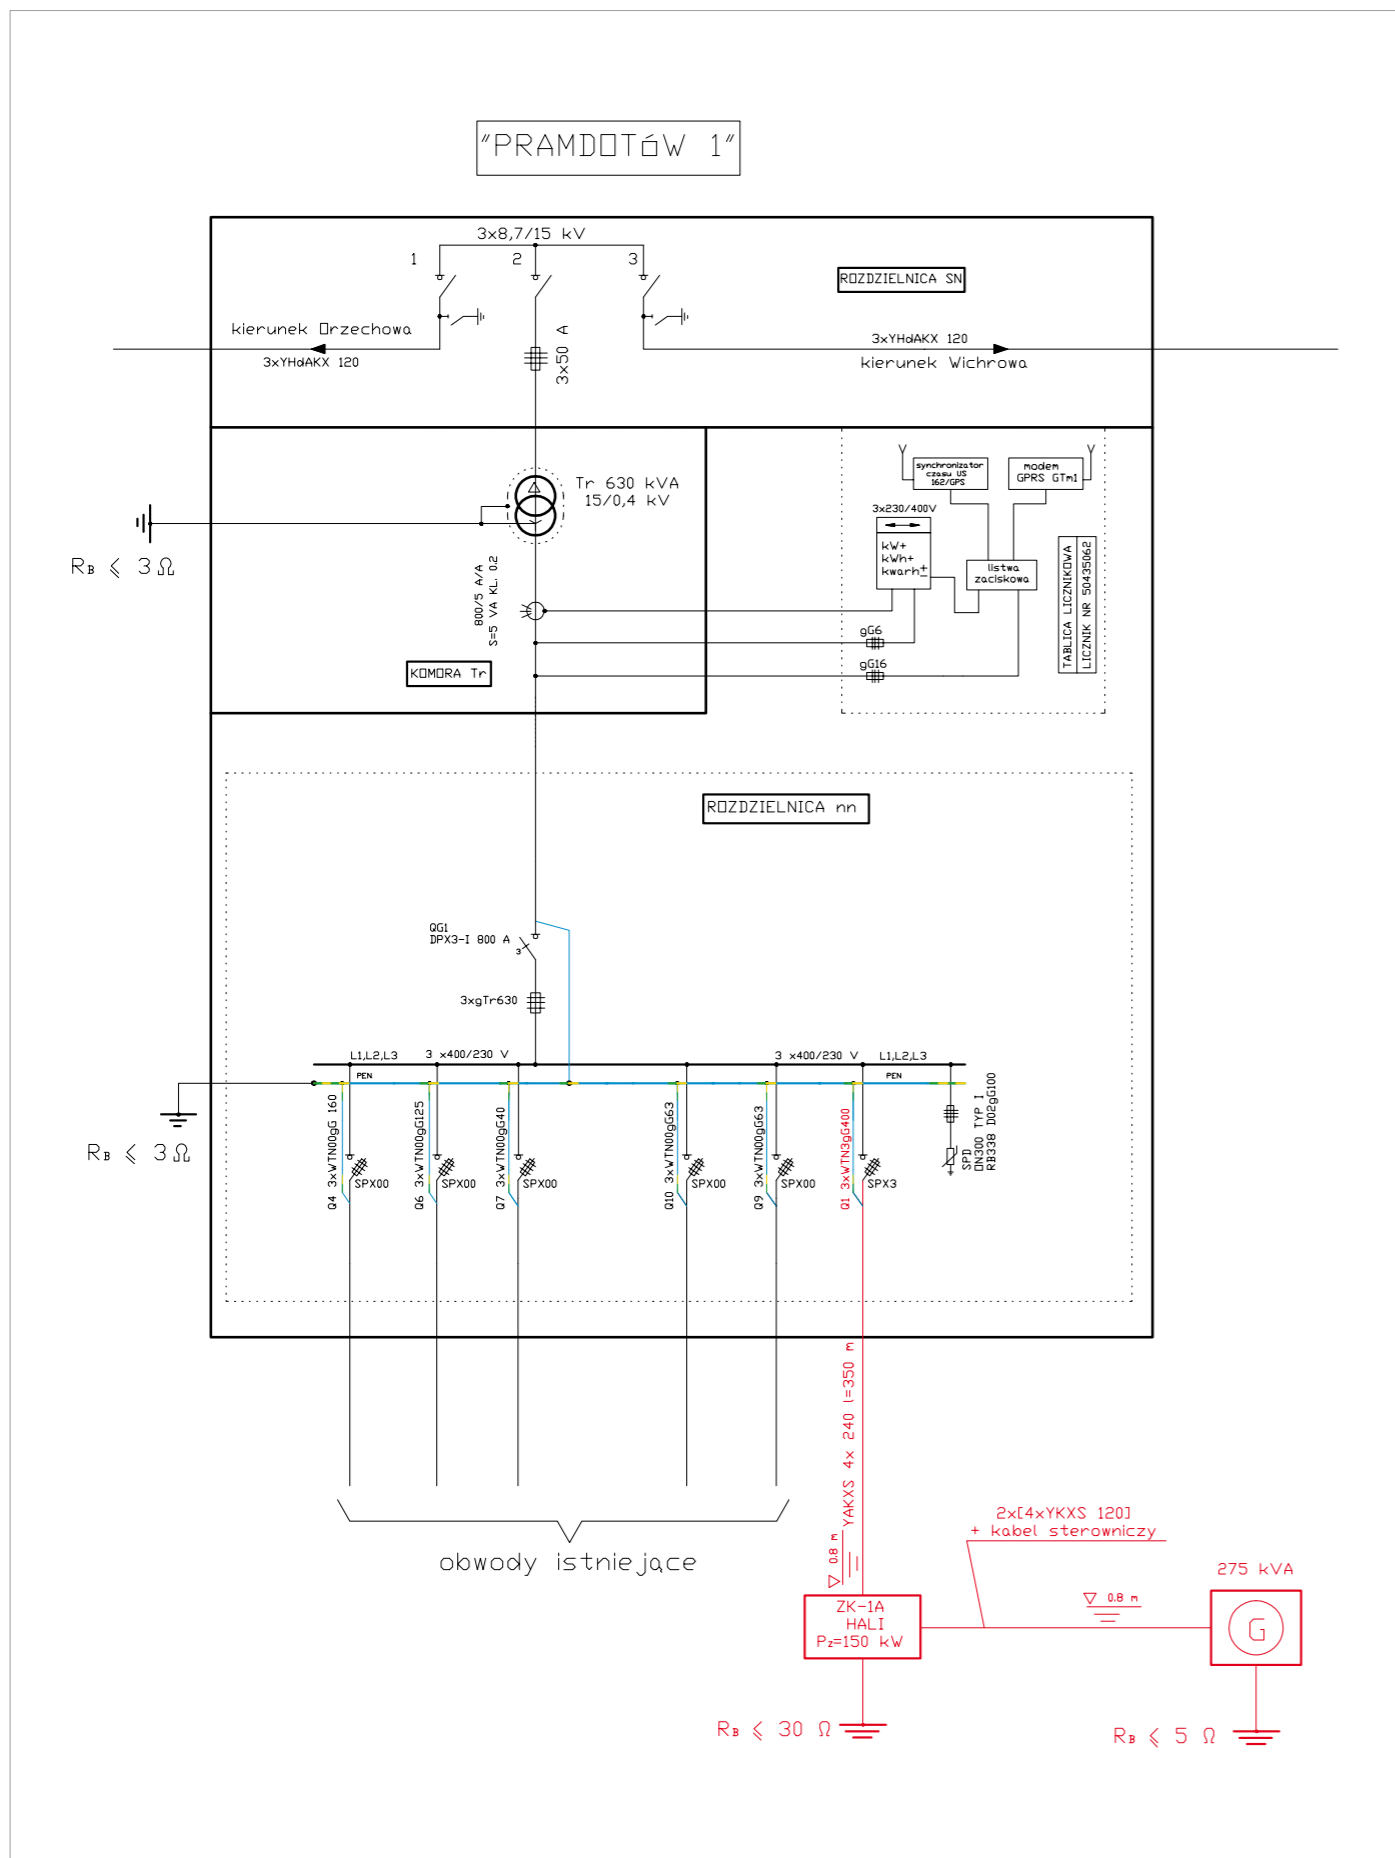 "PRAMDOTóW 1"
3x8,7/15 kV
1
2
3
ROZDZIELNICA SN
kierunek Orzechowa
3xYHdAKX 120
3x50 A
3xYHdAKX 120
kierunek Wichrowa
Tr 630 kVA
15/0,4 kV
synchronizator
czasu US
162/GPS
modem
GPRS GTm1
3x230/400V
kW+
kWh+
kwarh±
listwa
zaciskowa
TABLICA LICZNIKOWA
LICZNIK NR 50435062
RB ⩽ 3Ω
800/5 A/A
S=5 VA KL. 0.2
gG6
gG16
KOMORA Tr
ROZDZIELNICA nn
QG1
DPX3-I 800 A
3
3xgTr630
L1,L2,L3
3 x400/230 V
3 x400/230 V
L1,L2,L3
PEN
PEN
RB ⩽ 3Ω
Q4 3xWTN00gG 160
SPX00
Q6 3xWTN00gG125
SPX00
Q7 3xWTN00gG40
SPX00
Q10 3xWTN00gG63
SPX00
Q9 3xWTN00gG63
SPX00
Q1 3xWTN3gG400
SPX3
SPD
ON300 TYP I
RB338 D02gG100
YAKXS 4x 240 l=350 m
0.8 m
obwody istniejące
2x[4xYKXS 120]
+ kabel sterowniczy
275 kVA
0.8 m
ZK-1A
HALI
Pz=150 kW
G
RB ⩽ 30 Ω
RB ⩽ 5 Ω